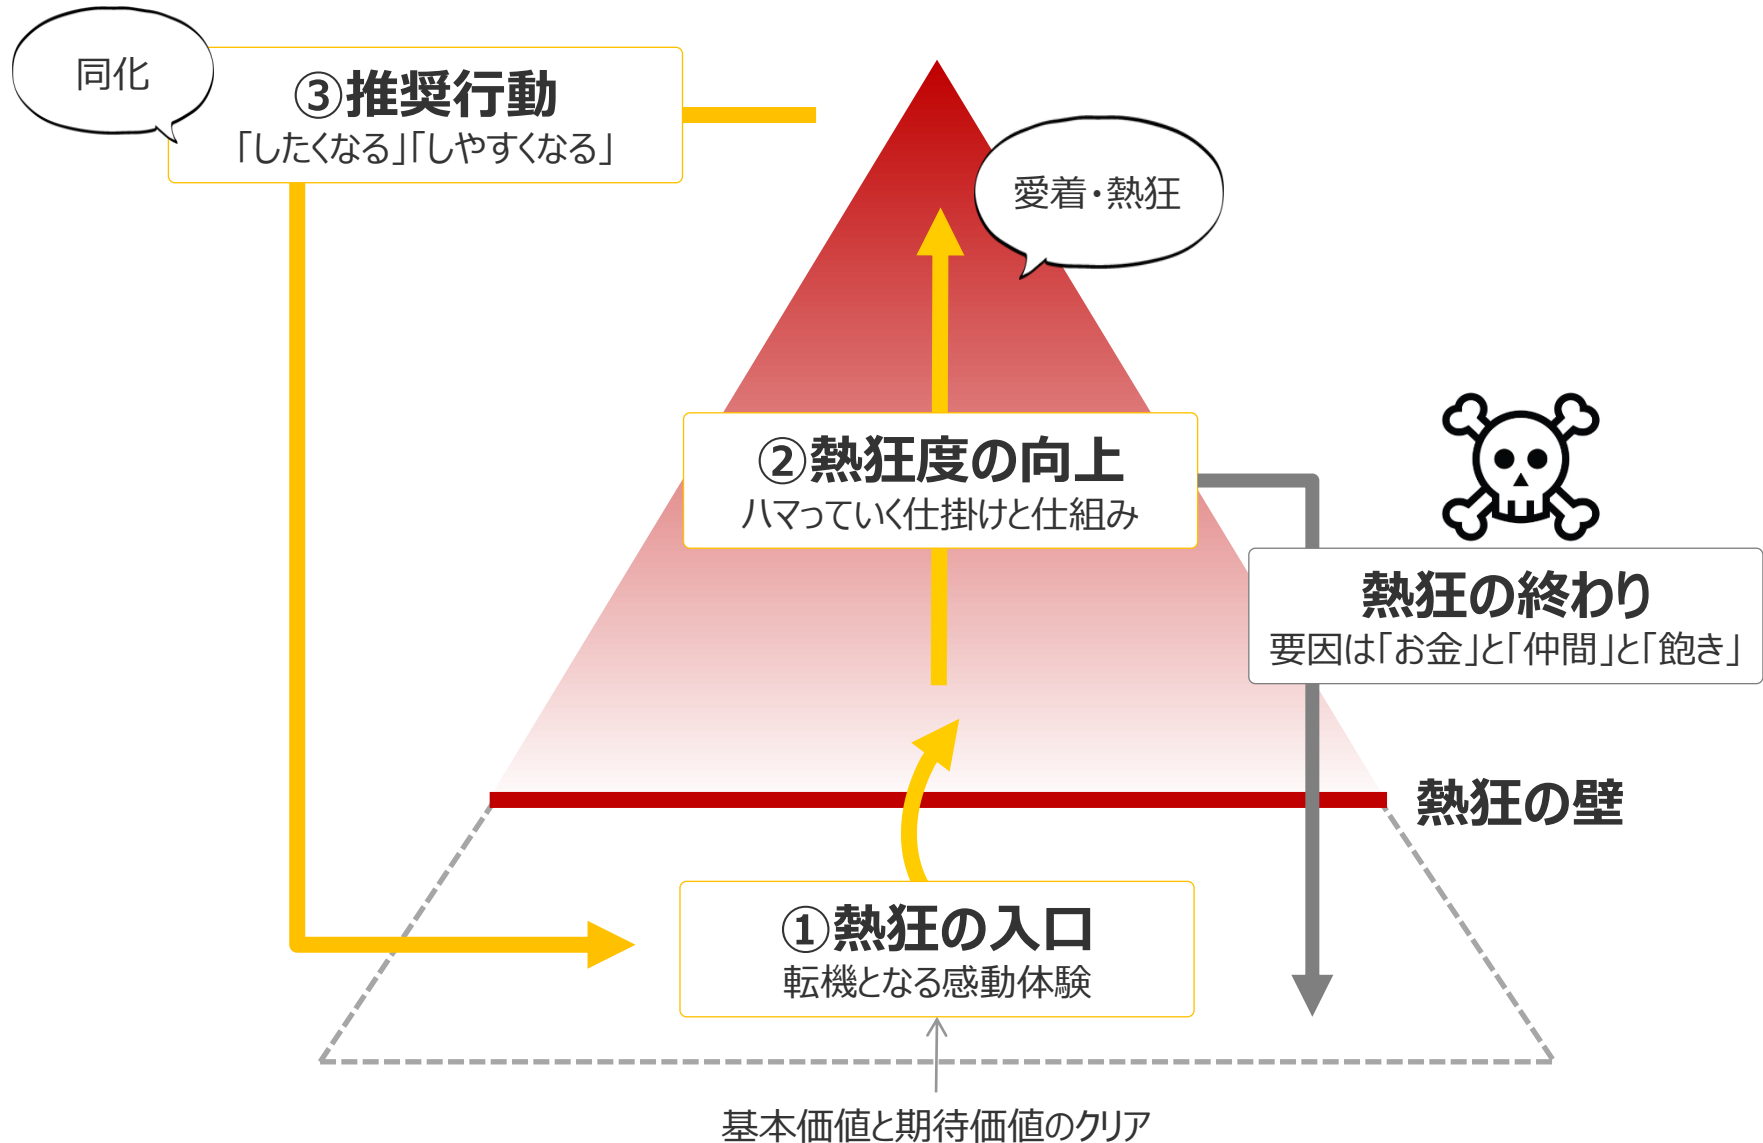 同化
③推奨行動
「したくなる」「しやすくなる」
愛着・熱狂
②熱狂度の向上
ハマっていく仕掛けと仕組み
熱狂の終わり
要因は「お金」と「仲間」と「飽き」
熱狂の壁
①熱狂の入口
転機となる感動体験
基本価値と期待価値のクリア